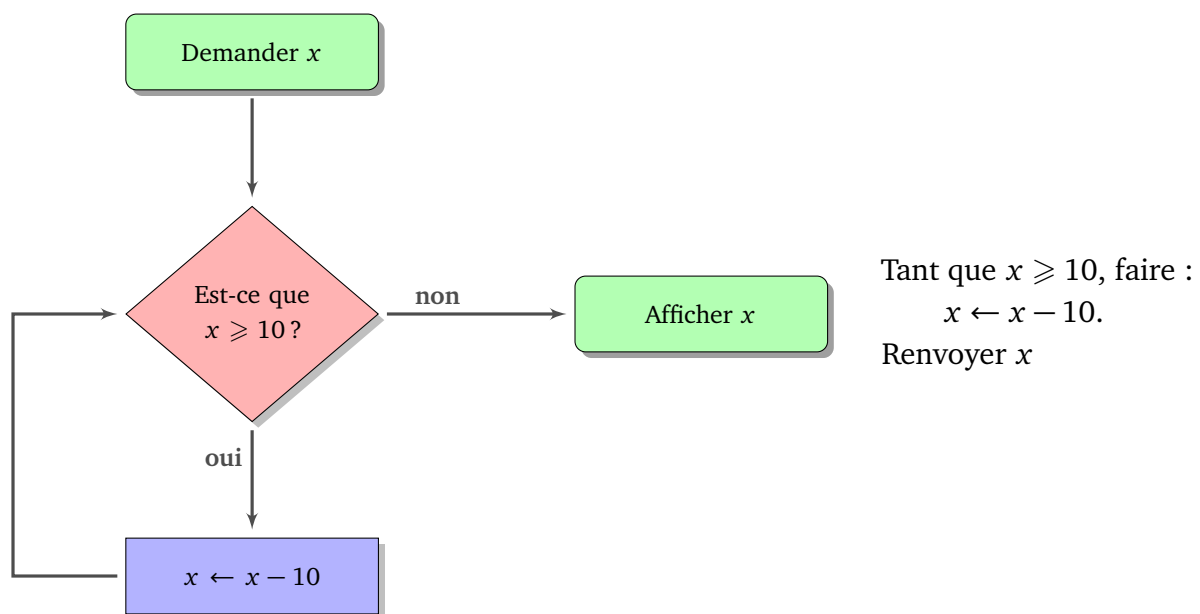 Demander x
Est-ce que
x ⩾ 10 ?
non
Afficher x
oui
x ← x − 10
Tant que x ⩾ 10, faire :
x ← x − 10.
Renvoyer x